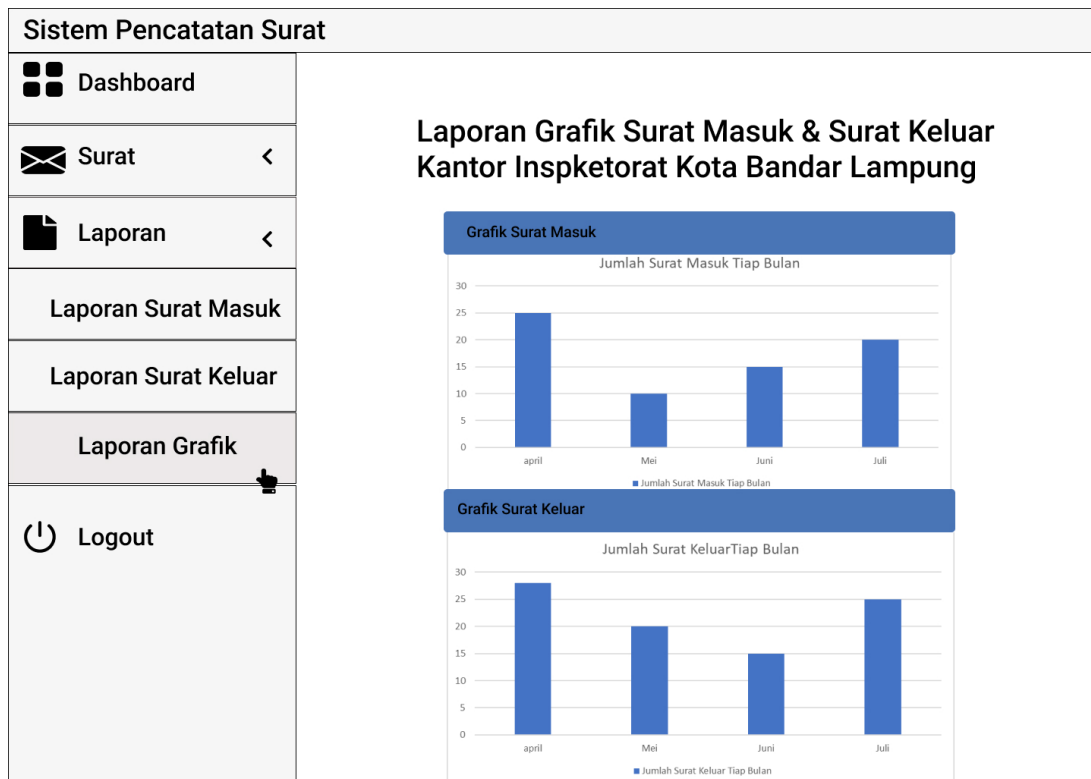 Sistem Pencatatan Surat
Dashboard
Surat
Laporan
Laporan Surat Masuk
Laporan Surat Keluar
Laporan Grafik
Logout
Laporan Grafik Surat Masuk & Surat Keluar
Kantor Inspketorat Kota Bandar Lampung
Grafik Surat Masuk
Jumlah Surat Masuk Tiap Bulan
30
25
20
15
10
5
0
april Mei Juni Juli
Jumlah Surat Masuk Tiap Bulan
Grafik Surat Keluar
Jumlah Surat KeluarTiap Bulan
30
25
20
15
10
5
0
april Mei Juni Juli
Jumlah Surat Keluar Tiap Bulan